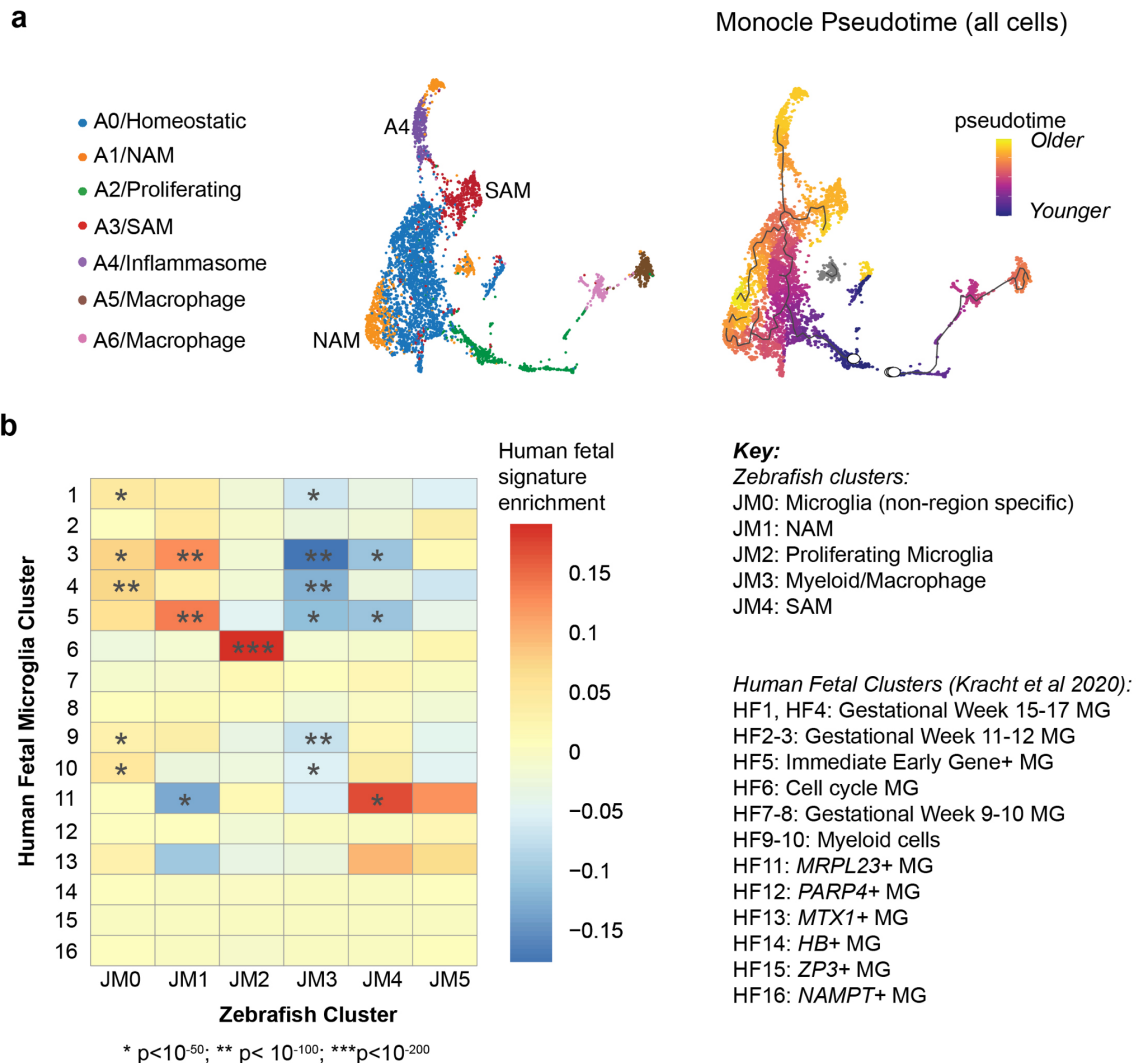 a
Monocle Pseudotime (all cells)
A0/Homeostatic
A1/NAM
A2/Proliferating
A3/SAM
A4/Inflammasome
A5/Macrophage
A6/Macrophage
A4
SAM
NAM
pseudotime
Older
Younger
b
Human Fetal Microglia Cluster
1
2
3
4
5
6
7
8
9
10
11
12
13
14
15
16
* *
* ** ** *
** **
** * *
***
* **
* *
* *
JM0 JM1 JM2 JM3 JM4 JM5
Zebrafish Cluster
* p<10-50; ** p< 10-100; ***p<10-200
Human fetal
signature
enrichment
0.15
0.1
0.05
0
−0.05
−0.1
−0.15
Key:
Zebrafish clusters:
JM0: Microglia (non-region specific)
JM1: NAM
JM2: Proliferating Microglia
JM3: Myeloid/Macrophage
JM4: SAM
Human Fetal Clusters (Kracht et al 2020):
HF1, HF4: Gestational Week 15-17 MG
HF2-3: Gestational Week 11-12 MG
HF5: Immediate Early Gene+ MG
HF6: Cell cycle MG
HF7-8: Gestational Week 9-10 MG
HF9-10: Myeloid cells
HF11: MRPL23+ MG
HF12: PARP4+ MG
HF13: MTX1+ MG
HF14: HB+ MG
HF15: ZP3+ MG
HF16: NAMPT+ MG